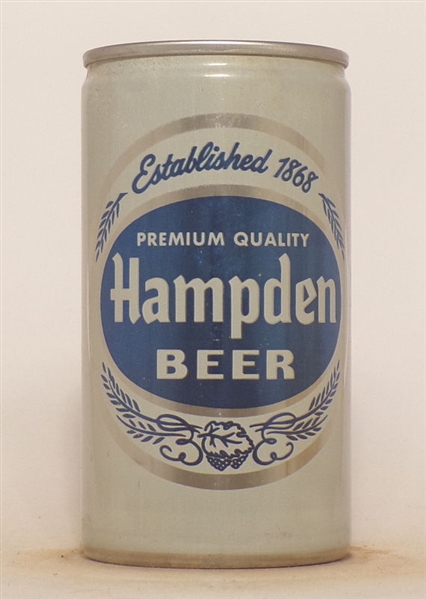 Established 1868
PREMIUM QUALITY
Hampden
BEER